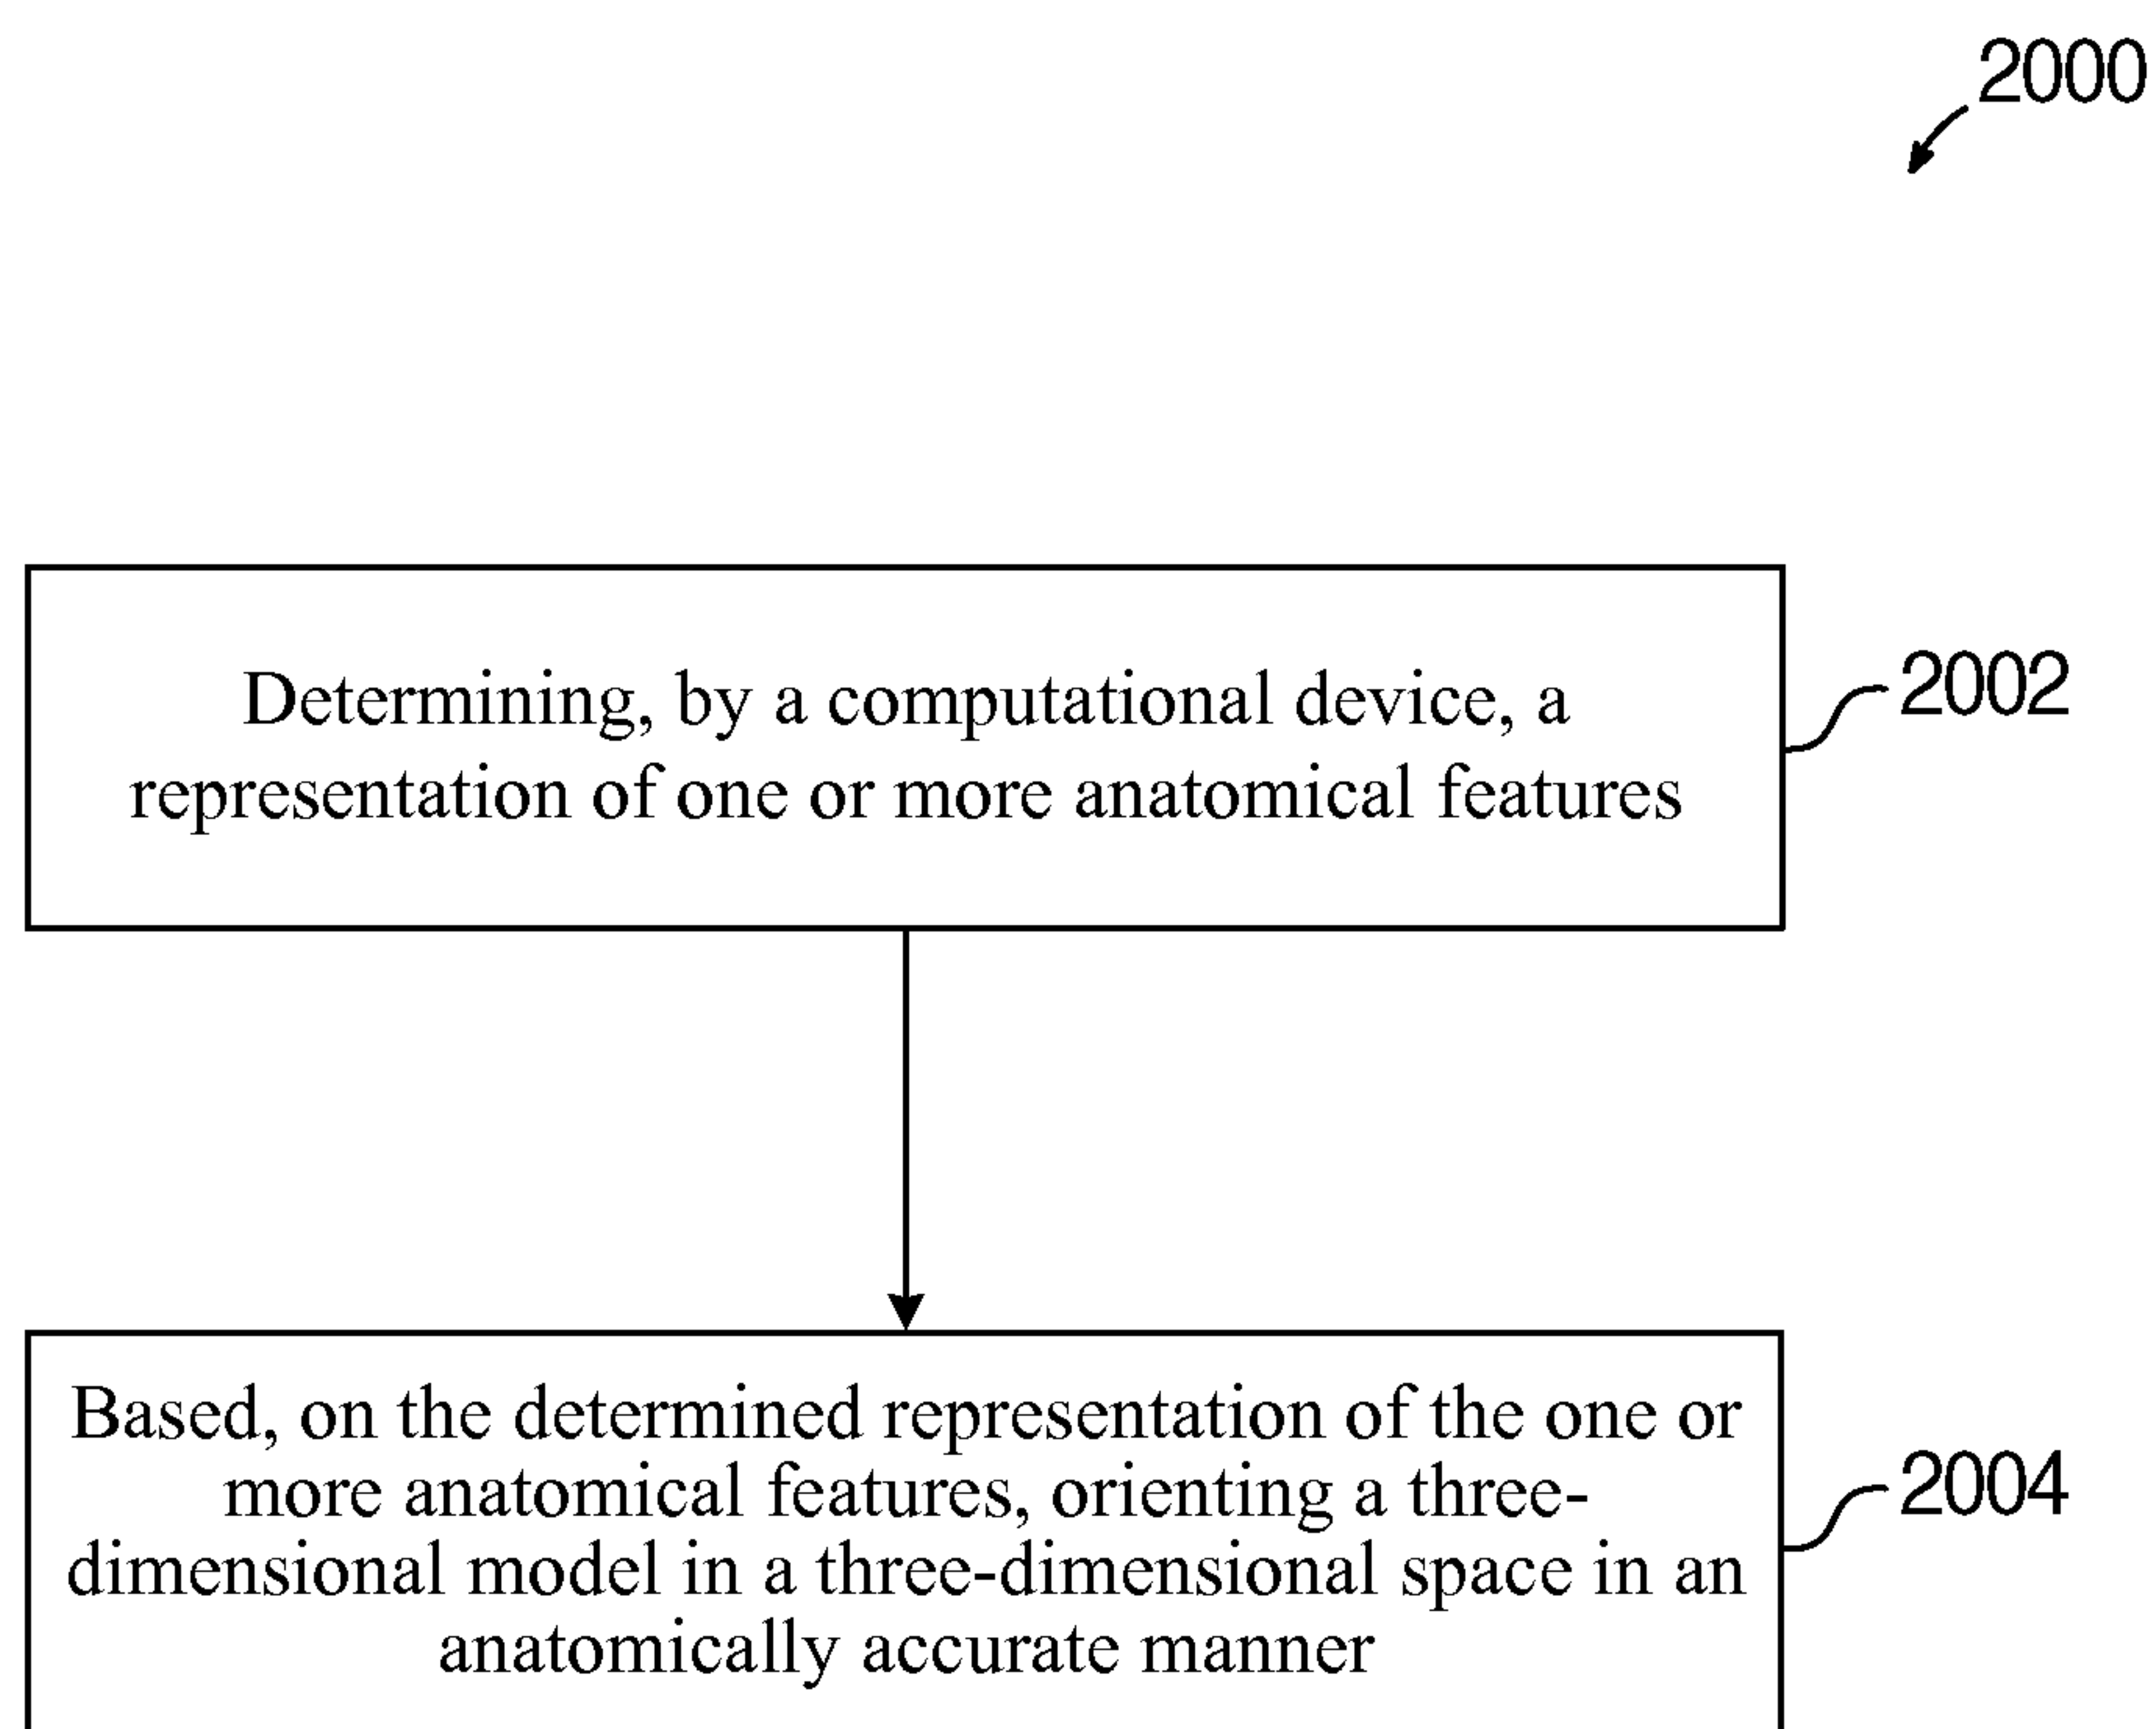 2000
Determining, by a computational device, a
representation of one or more anatomical features
2002
Based, on the determined representation of the one or
more anatomical features, orienting a three-
dimensional model in a three-dimensional space in an
anatomically accurate manner
2004